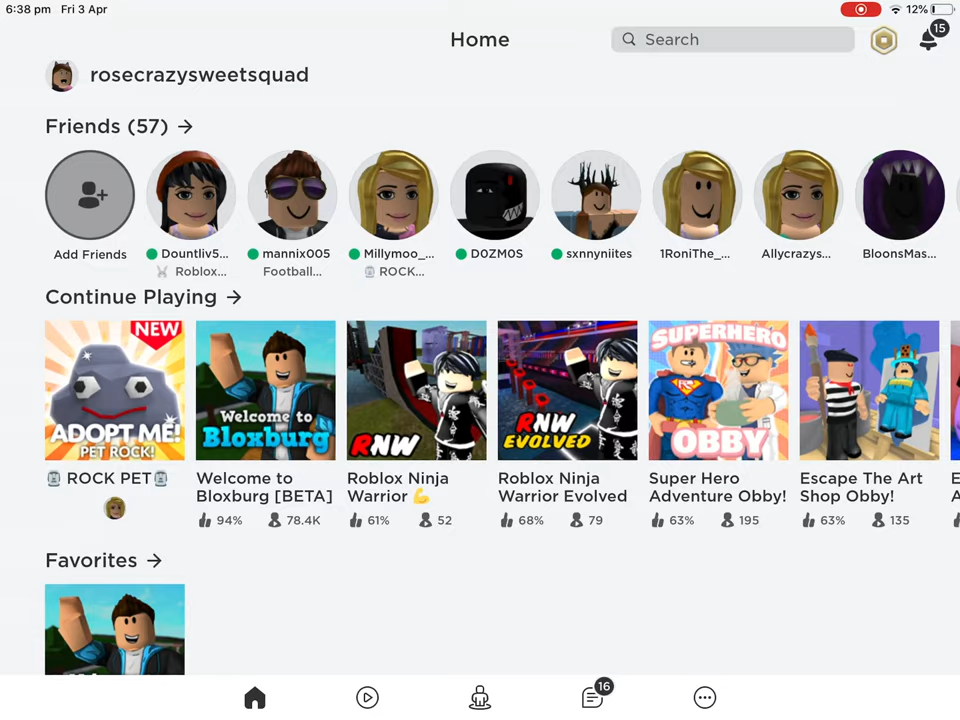 6:38 pm Fri 3 Apr
12%
Home
Search
15
rosecrazysweetsquad
Friends (57) →
Add Friends
Dountliv5...
mannix005
Millymoo_...
D0ZM0S
sxnnyniites
1RoniThe_...
Allycrazys...
BloonsMas...
Roblox...
Football...
ROCK...
Continue Playing →
NEW
ADOPT ME!
PET ROCK!
Welcome to
Bloxburg
RNW
RNW
EVOLVED
SUPERHERO
OBBY
ROCK PET
Welcome to
Bloxburg [BETA]
94% 78.4K
Roblox Ninja
Warrior 💪
61% 52
Roblox Ninja
Warrior Evolved
68% 79
Super Hero
Adventure Obby!
63% 195
Escape The Art
Shop Obby!
63% 135
Favorites →
16